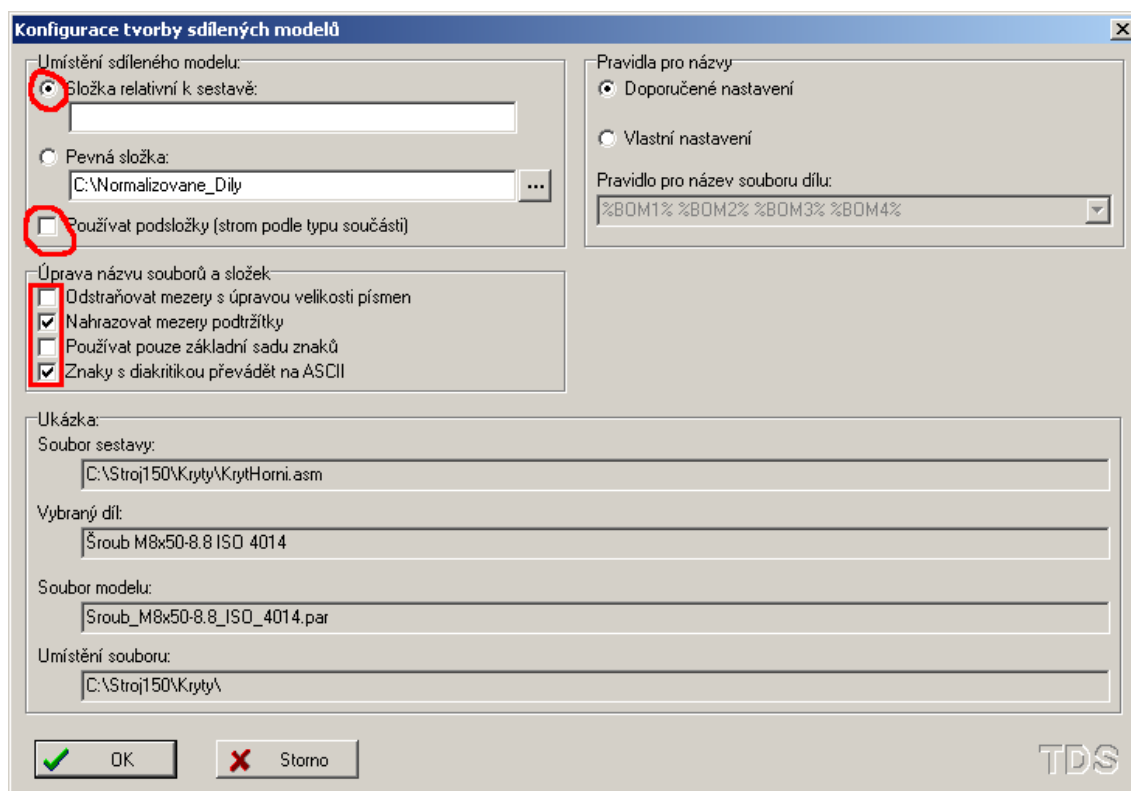 Konfigurace tvorby sdílených modelů
Umístění sdíleného modelu:
Složka relativní k sestavě:
Pevná složka:
C:\Normalizovane_Dily
...
Používat podsložky (strom podle typu součásti)
Pravidla pro názvy
Doporučené nastavení
Vlastní nastavení
Pravidlo pro název souboru dílu:
%BOM1% %BOM2% %BOM3% %BOM4%
Úprava názvu souborů a složek
Odstraňovat mezery s úpravou velikosti písmen
Nahrazovat mezery podtržítky
Používat pouze základní sadu znaků
Znaky s diakritikou převádět na ASCII
Ukázka:
Soubor sestavy:
C:\Stroj150\Kryty\KrytHorni.asm
Vybraný díl:
Šroub M8x50-8.8 ISO 4014
Soubor modelu:
Sroub_M8x50-8.8_ISO_4014.par
Umístění souboru:
C:\Stroj150\Kryty\
OK
Storno
TDS